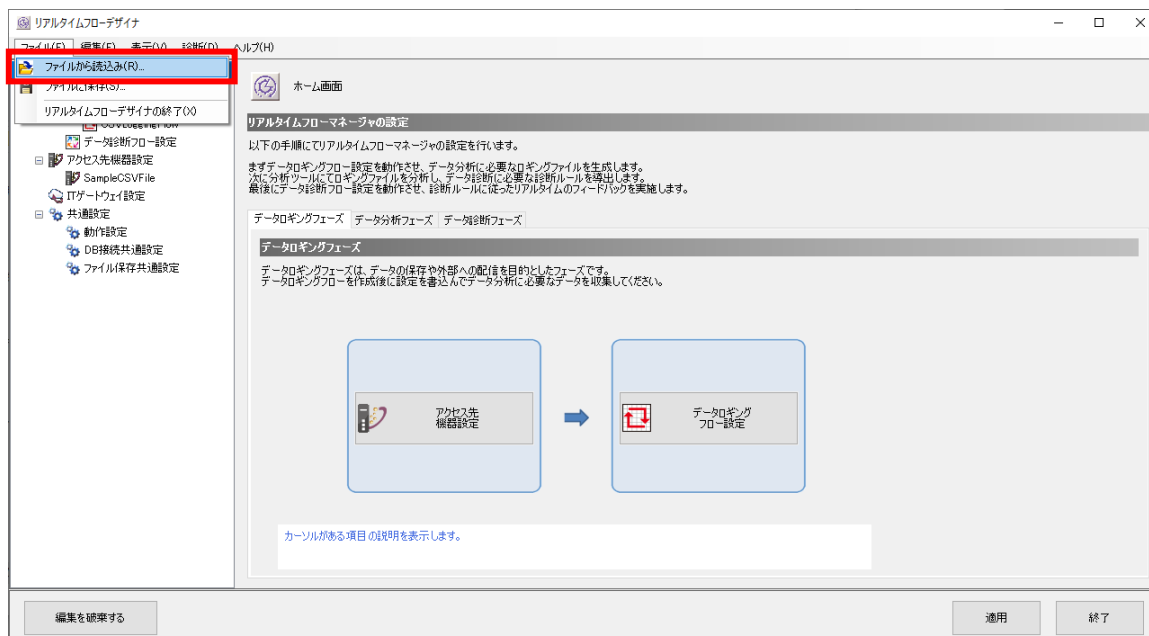 リアルタイムフローデザイナ
ファイル(F) 編集(E) 表示(V) 診断(D) ヘルプ(H)
ファイルから読込み(R)...
ファイルに保存(S)...
リアルタイムフローデザイナの終了(X)
CSVLoggingFlow
データ診断フロー設定
アクセス先機器設定
SampleCSVFile
ITゲートウェイ設定
共通設定
動作設定
DB接続共通設定
ファイル保存共通設定
ホーム画面
リアルタイムフローマネージャの設定
以下の手順にてリアルタイムフローマネージャの設定を行います。
まずデータロギングフロー設定を動作させ、データ分析に必要なロギングファイルを生成します。
次に分析ツールにてロギングファイルを分析し、データ診断に必要な診断ルールを導出します。
最後にデータ診断フロー設定を動作させ、診断ルールに従ったリアルタイムのフィードバックを実施します。
データロギングフェーズ データ分析フェーズ データ診断フェーズ
データロギングフェーズ
データロギングフェーズは、データの保存や外部への配信を目的としたフェーズです。
データロギングフローを作成後に設定を書込んでデータ分析に必要なデータを収集してください。
アクセス先
機器設定
データロギング
フロー設定
カーソルがある項目の説明を表示します。
編集を破棄する
適用
終了